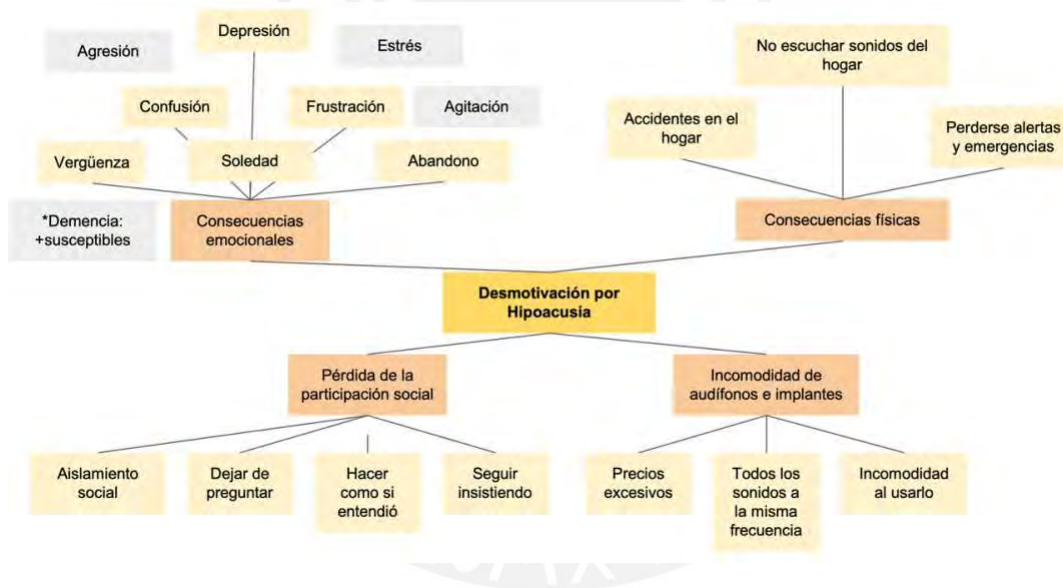 Depresión
Agresión
Estrés
Confusión
Frustración
Agitación
Vergüenza
Soledad
Abandono
*Demencia:
+susceptibles
Consecuencias
emocionales
No escuchar sonidos del
hogar
Accidentes en el
hogar
Perderse alertas
y emergencias
Consecuencias físicas
Desmotivación por
Hipoacusia
Pérdida de la
participación social
Incomodidad de
audífonos e implantes
Aislamiento
social
Dejar de
preguntar
Hacer
como si
entendió
Seguir
insistiendo
Precios
excesivos
Todos los
sonidos a
la misma
frecuencia
Incomodidad
al usarlo